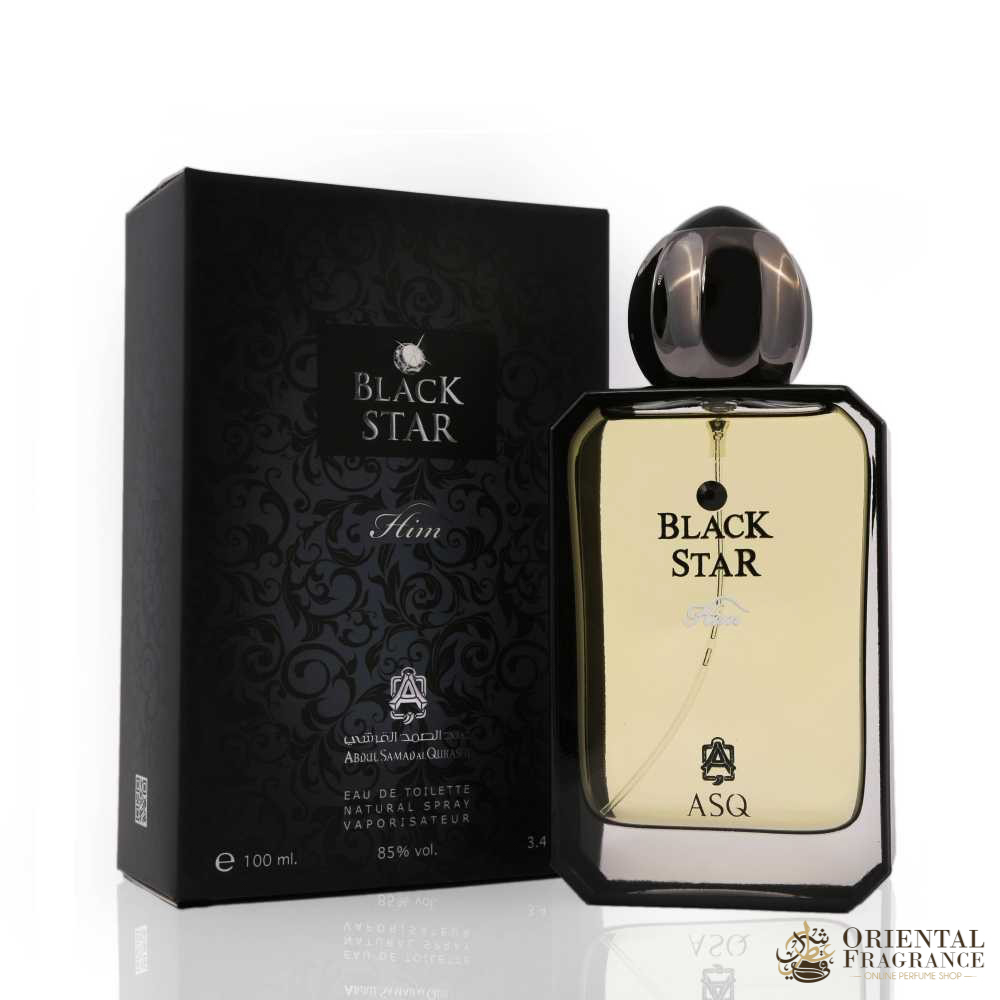 BLACK
STAR
Him
عبد الصمد القرشي
ABDUL SAMAD AL QURASHI
EAU DE TOILETTE
NATURAL SPRAY
VAPORISATEUR
85% vol.
e 100 ml.
3.4
BLACK
STAR
Him
ASQ
ORIENTAL
FRAGRANCE
ONLINE PERFUME SHOP